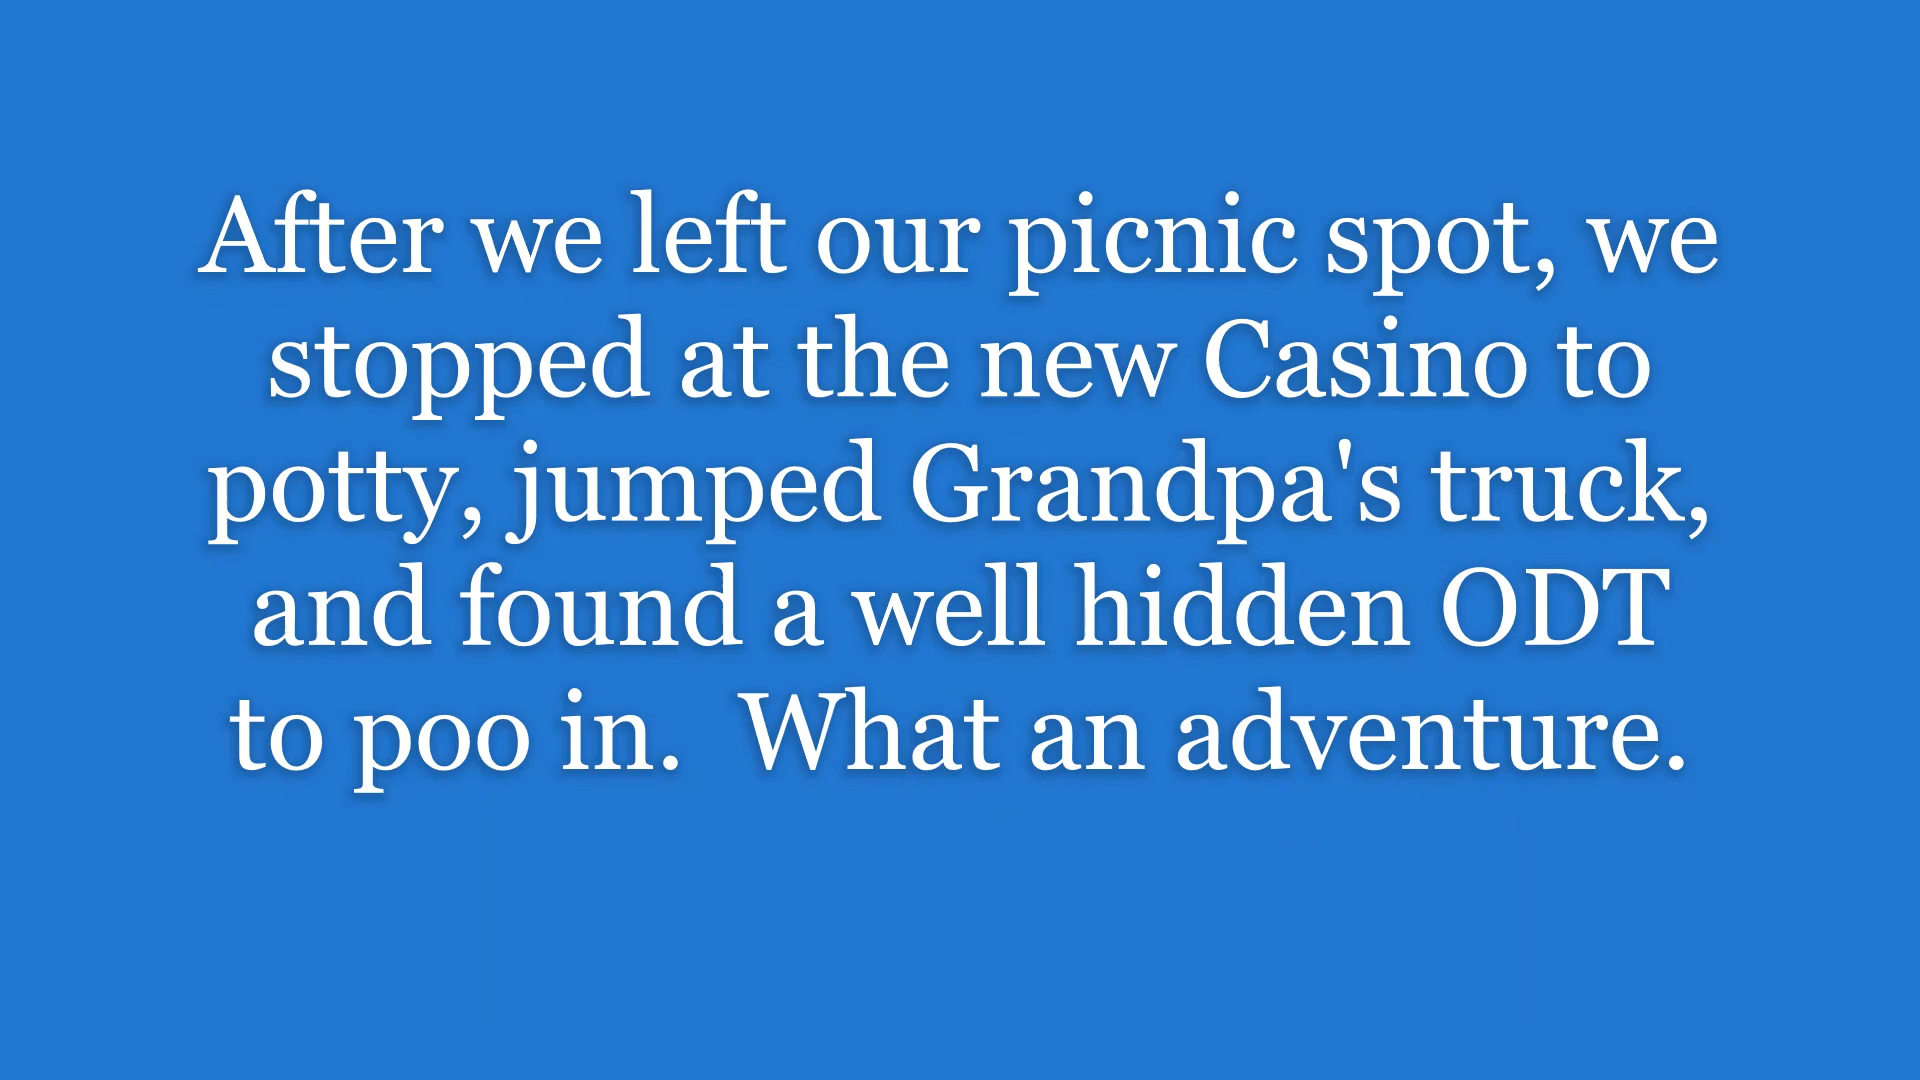 After we left our picnic spot, we
stopped at the new Casino to
potty, jumped Grandpa's truck,
and found a well hidden ODT
to poo in.  What an adventure.